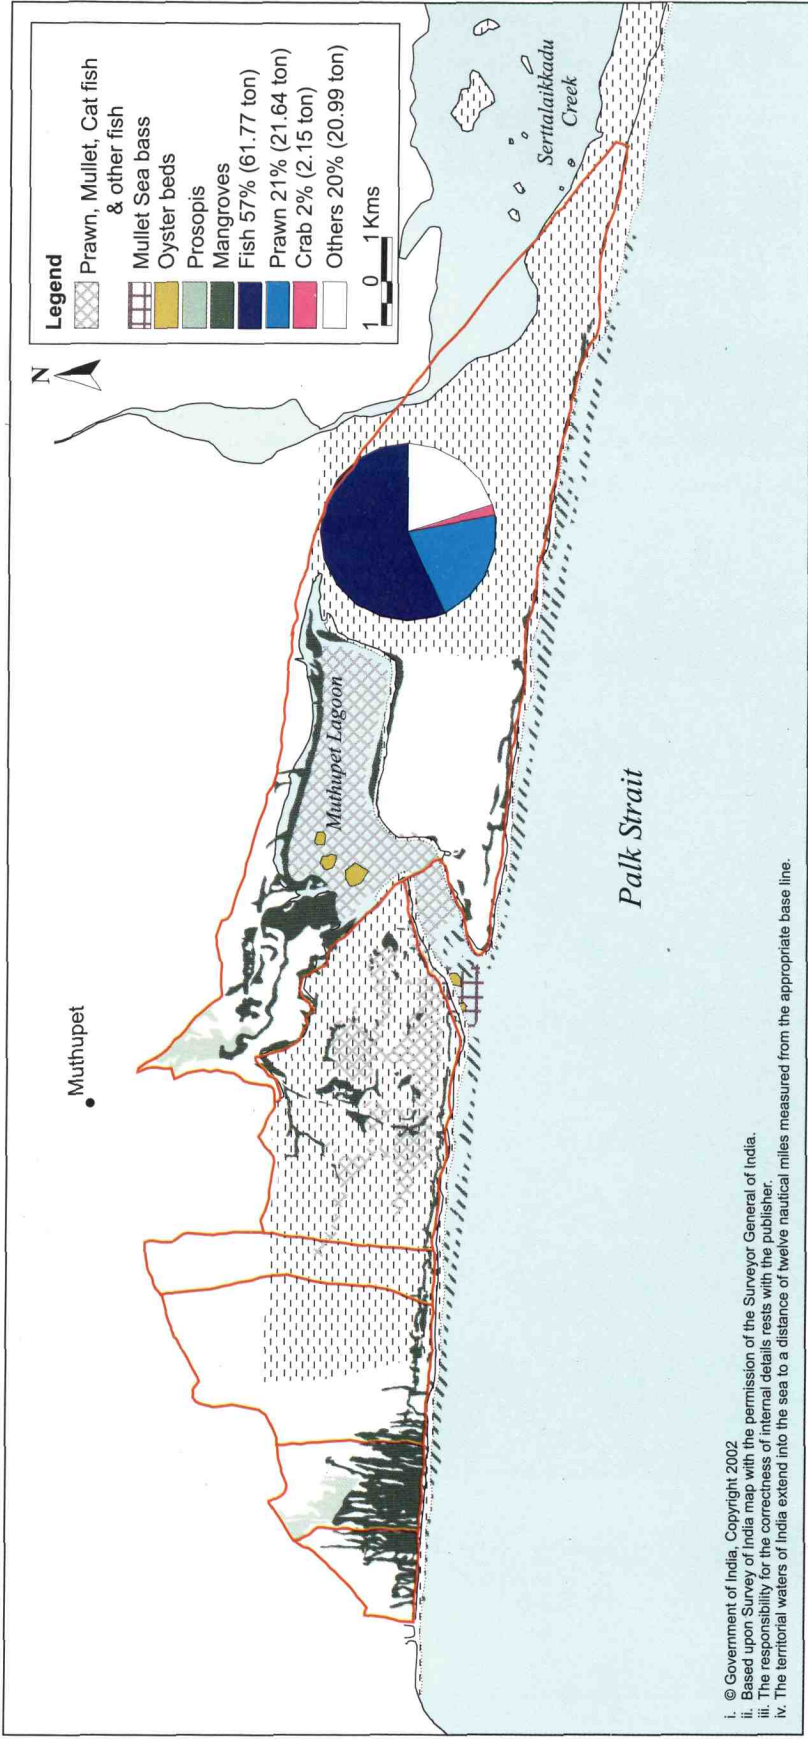 N
Legend
Prawn, Mullet, Cat fish
& other fish
Mullet Sea bass
Oyster beds
Prosopis
Mangroves
Fish 57% (61.77 ton)
Prawn 21% (21.64 ton)
Crab 2% (2.15 ton)
Others 20% (20.99 ton)
1 0 1 Kms
Muthupet
Muthupet Lagoon
Serttalaikkadu
Creek
Palk Strait
i. © Government of India, Copyright 2002
ii. Based upon Survey of India map with the permission of the Surveyor General of India.
iii. The responsibility for the correctness of internal details rests with the publisher.
iv. The territorial waters of India extend into the sea to a distance of twelve nautical miles measured from the appropriate base line.